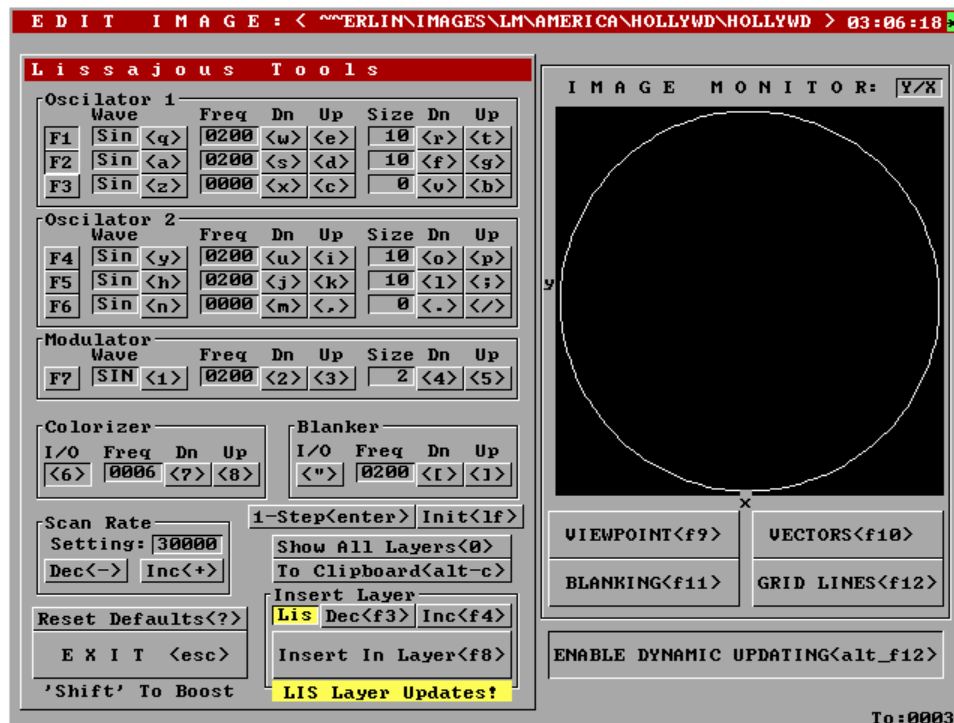 EDIT IMAGE:< ~~ERLIN\IMAGES\LM\AMERICA\HOLLYWD\HOLLYWD > 03:06:18
Lissajous Tools
Oscilator 1
Wave Freq Dn Up Size Dn Up
F1 Sin <q> 0200 <w> <e> 10 <r> <t>
F2 Sin <a> 0200 <s> <d> 10 <f> <g>
F3 Sin <z> 0000 <x> <c> 0 <v> <b>
Oscilator 2
Wave Freq Dn Up Size Dn Up
F4 Sin <y> 0200 <u> <i> 10 <o> <p>
F5 Sin <h> 0200 <j> <k> 10 <l> <;>
F6 Sin <n> 0000 <m> <,> 0 <.> </>
Modulator
Wave Freq Dn Up Size Dn Up
F7 SIN <1> 0200 <2> <3> 2 <4> <5>
Colorizer
I/O Freq Dn Up
<6> 0006 <7> <8>
Blanker
I/O Freq Dn Up
<"> 0200 <[> <]>
Scan Rate
Setting: 30000
Dec<-> Inc<+>
1-Step<enter> Init<lf>
Show All Layers<0>
To Clipboard<alt-c>
Insert Layer
Lis Dec<f3> Inc<f4>
Insert In Layer<f8>
LIS Layer Updates!
Reset Defaults<?>
EXIT <esc>
'Shift' To Boost
IMAGE MONITOR: Y/X
y
x
VIEWPOINT<f9> VECTORS<f10>
BLANKING<f11> GRID LINES<f12>
ENABLE DYNAMIC UPDATING<alt_f12>
To:0003